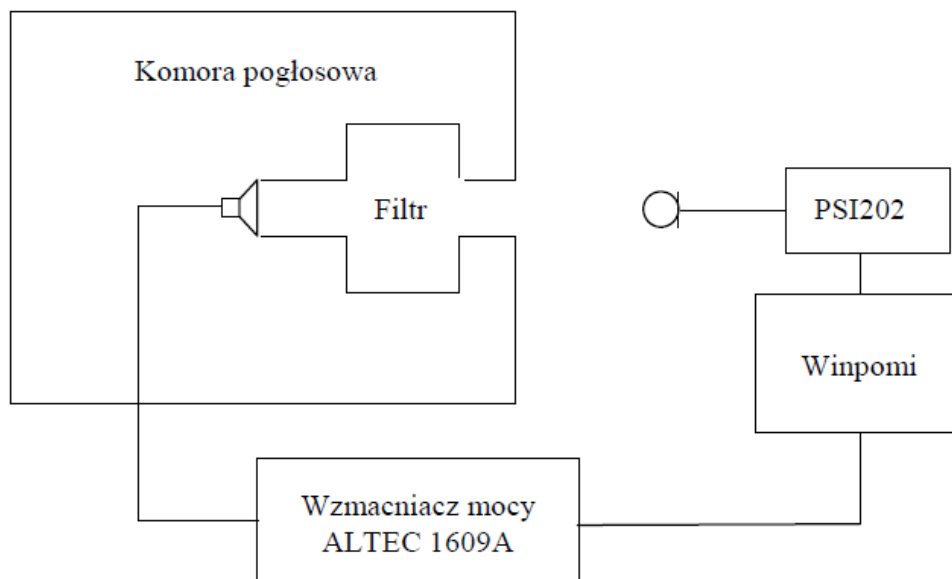 Komora pogłosowa
Filtr
PSI202
Winpomi
Wzmacniacz mocy
ALTEC 1609A